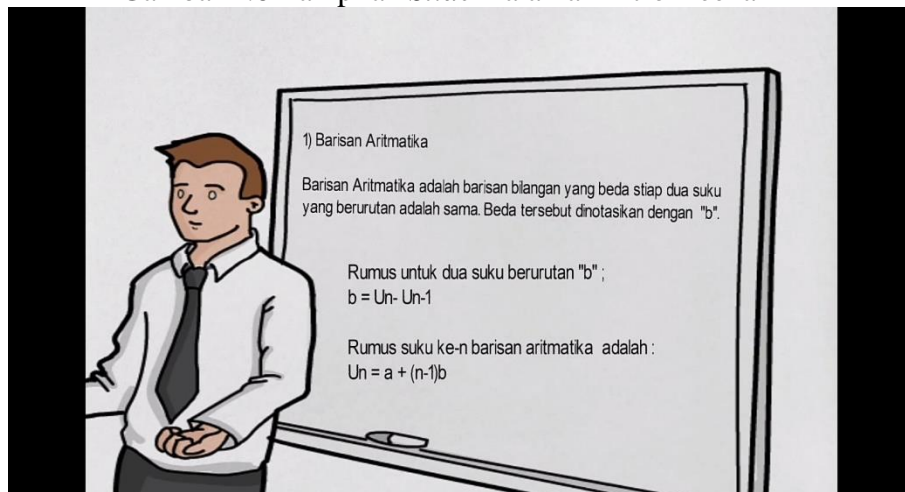 1) Barisan Aritmatika
Barisan Aritmatika adalah barisan bilangan yang beda stiap dua suku
yang berurutan adalah sama. Beda tersebut dinotasikan dengan "b".
Rumus untuk dua suku berurutan "b" ;
b = Un- Un-1
Rumus suku ke-n barisan aritmatika adalah :
Un = a + (n-1)b